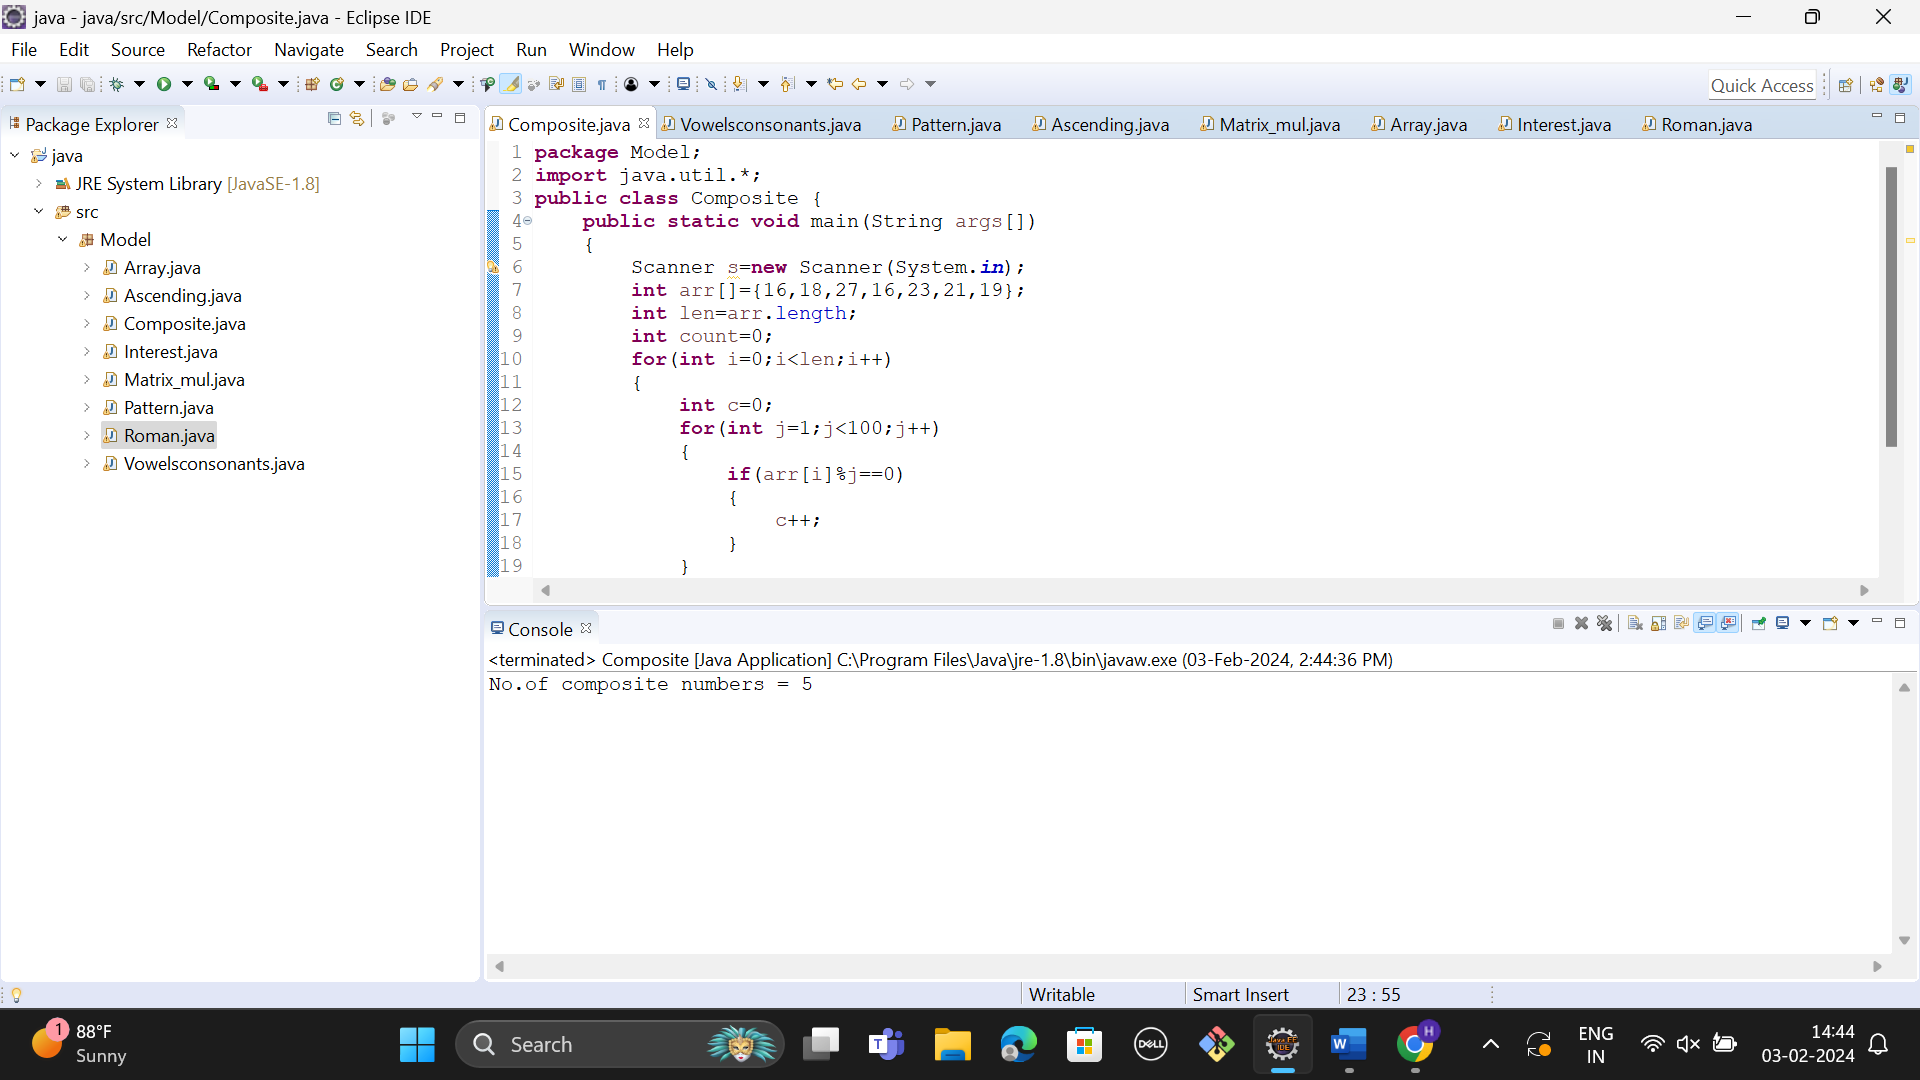 java - java/src/Model/Composite.java - Eclipse IDE
File Edit Source Refactor Navigate Search Project Run Window Help
Quick Access
Package Explorer
java
JRE System Library [JavaSE-1.8]
src
Model
Array.java
Ascending.java
Composite.java
Interest.java
Matrix_mul.java
Pattern.java
Roman.java
Vowelsconsonants.java
Composite.java Vowelsconsonants.java Pattern.java Ascending.java Matrix_mul.java Array.java Interest.java Roman.java
1 package Model;
2 import java.util.*;
3 public class Composite {
4 public static void main(String args[])
5 {
6 Scanner s=new Scanner(System.in);
7 int arr[]={16,18,27,16,23,21,19};
8 int len=arr.length;
9 int count=0;
10 for(int i=0;i<len;i++)
11 {
12 int c=0;
13 for(int j=1;j<100;j++)
14 {
15 if(arr[i]%j==0)
16 {
17 c++;
18 }
19 }
Console
<terminated> Composite [Java Application] C:\Program Files\Java\jre-1.8\bin\javaw.exe (03-Feb-2024, 2:44:36 PM)
No.of composite numbers = 5
Writable Smart Insert 23 : 55
1
88°F
Sunny
Search
T
DELL
Java EE
IDE
W
H
ENG
IN
14:44
03-02-2024